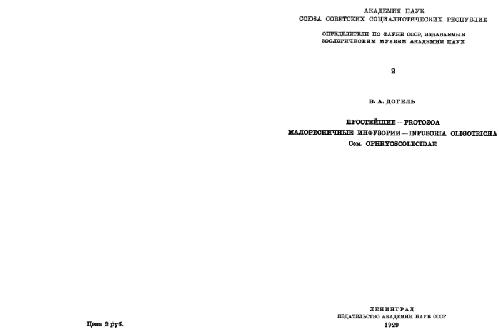 АКАДЕМИЯ НАУК
СОЮЗА СОВЕТСКИХ СОЦИАЛИСТИЧЕСКИХ РЕСПУБЛИК
ОПРЕДЕЛИТЕЛИ ПО ФАУНЕ СССР, ИЗДАВАЕМЫЕ
ЗООЛОГИЧЕСКИМ МУЗЕЕМ АКАДЕМИИ НАУК
2
В. А. ДОГЕЛЬ
ПРОСТЕЙШИЕ — PROTOZOA
МАЛОРЕСНИЧНЫЕ ИНФУЗОРИИ — INFUSORIA OLIGOTRICHA
Сем. OPHRYOSCOLECIDAE
ЛЕНИНГРАД
ИЗДАТЕЛЬСТВО АКАДЕМИИ НАУК СССР
1929
Цена 2 руб.